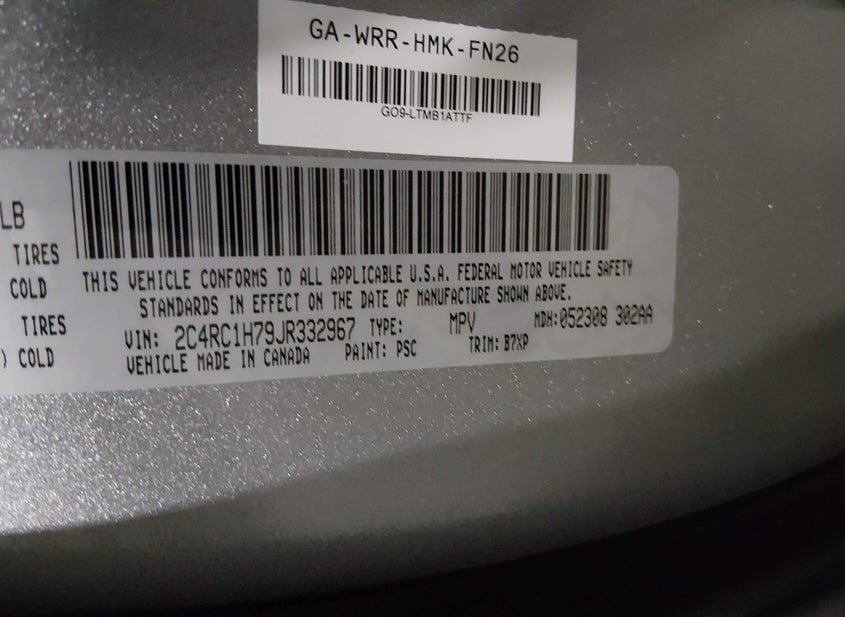 GA-WRR-HMK-FN26
GO9-LTMB1ATTF
LB
TIRES
COLD
TIRES
) COLD
THIS VEHICLE CONFORMS TO ALL APPLICABLE U.S.A. FEDERAL MOTOR VEHICLE SAFETY
STANDARDS IN EFFECT ON THE DATE OF MANUFACTURE SHOWN ABOVE.
VIN: 2C4RC1H79JR332967 TYPE: MPV MDH:052308 302AA
VEHICLE MADE IN CANADA PAINT: PSC TRIM: B7XP